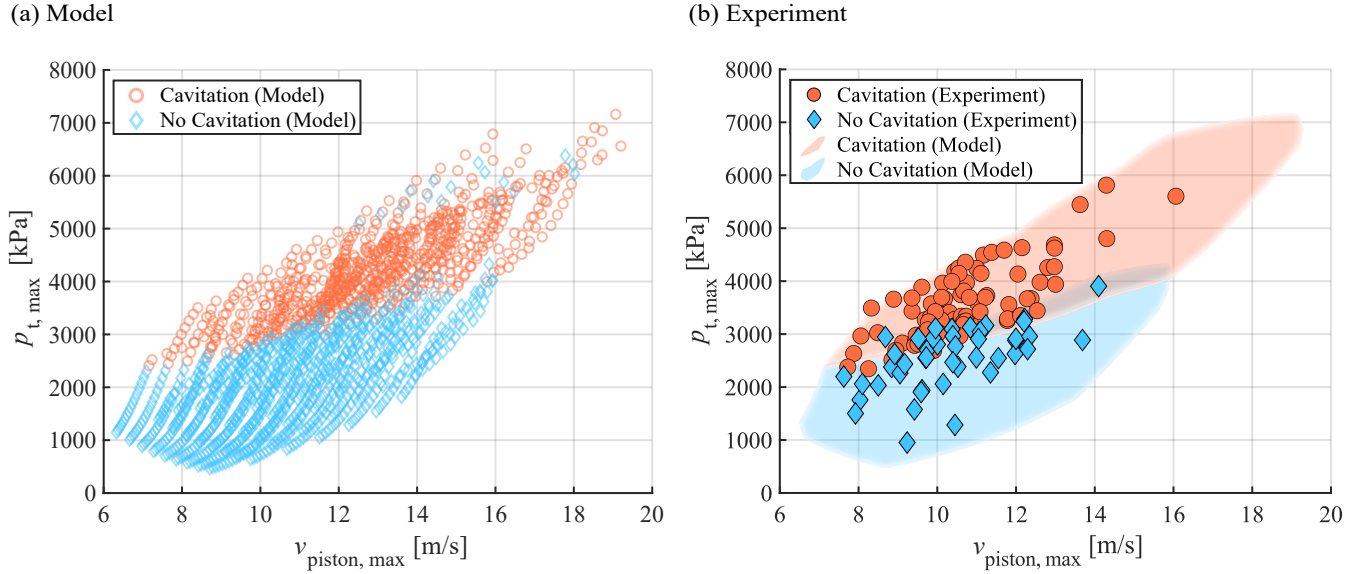 (a) Model
8000
7000
6000
5000
4000
3000
2000
1000
0
p t, max [kPa]
Cavitation (Model)
No Cavitation (Model)
6 8 10 12 14 16 18 20
v piston, max [m/s]
(b) Experiment
8000
7000
6000
5000
4000
3000
2000
1000
0
p t, max [kPa]
Cavitation (Experiment)
No Cavitation (Experiment)
Cavitation (Model)
No Cavitation (Model)
6 8 10 12 14 16 18 20
v piston, max [m/s]